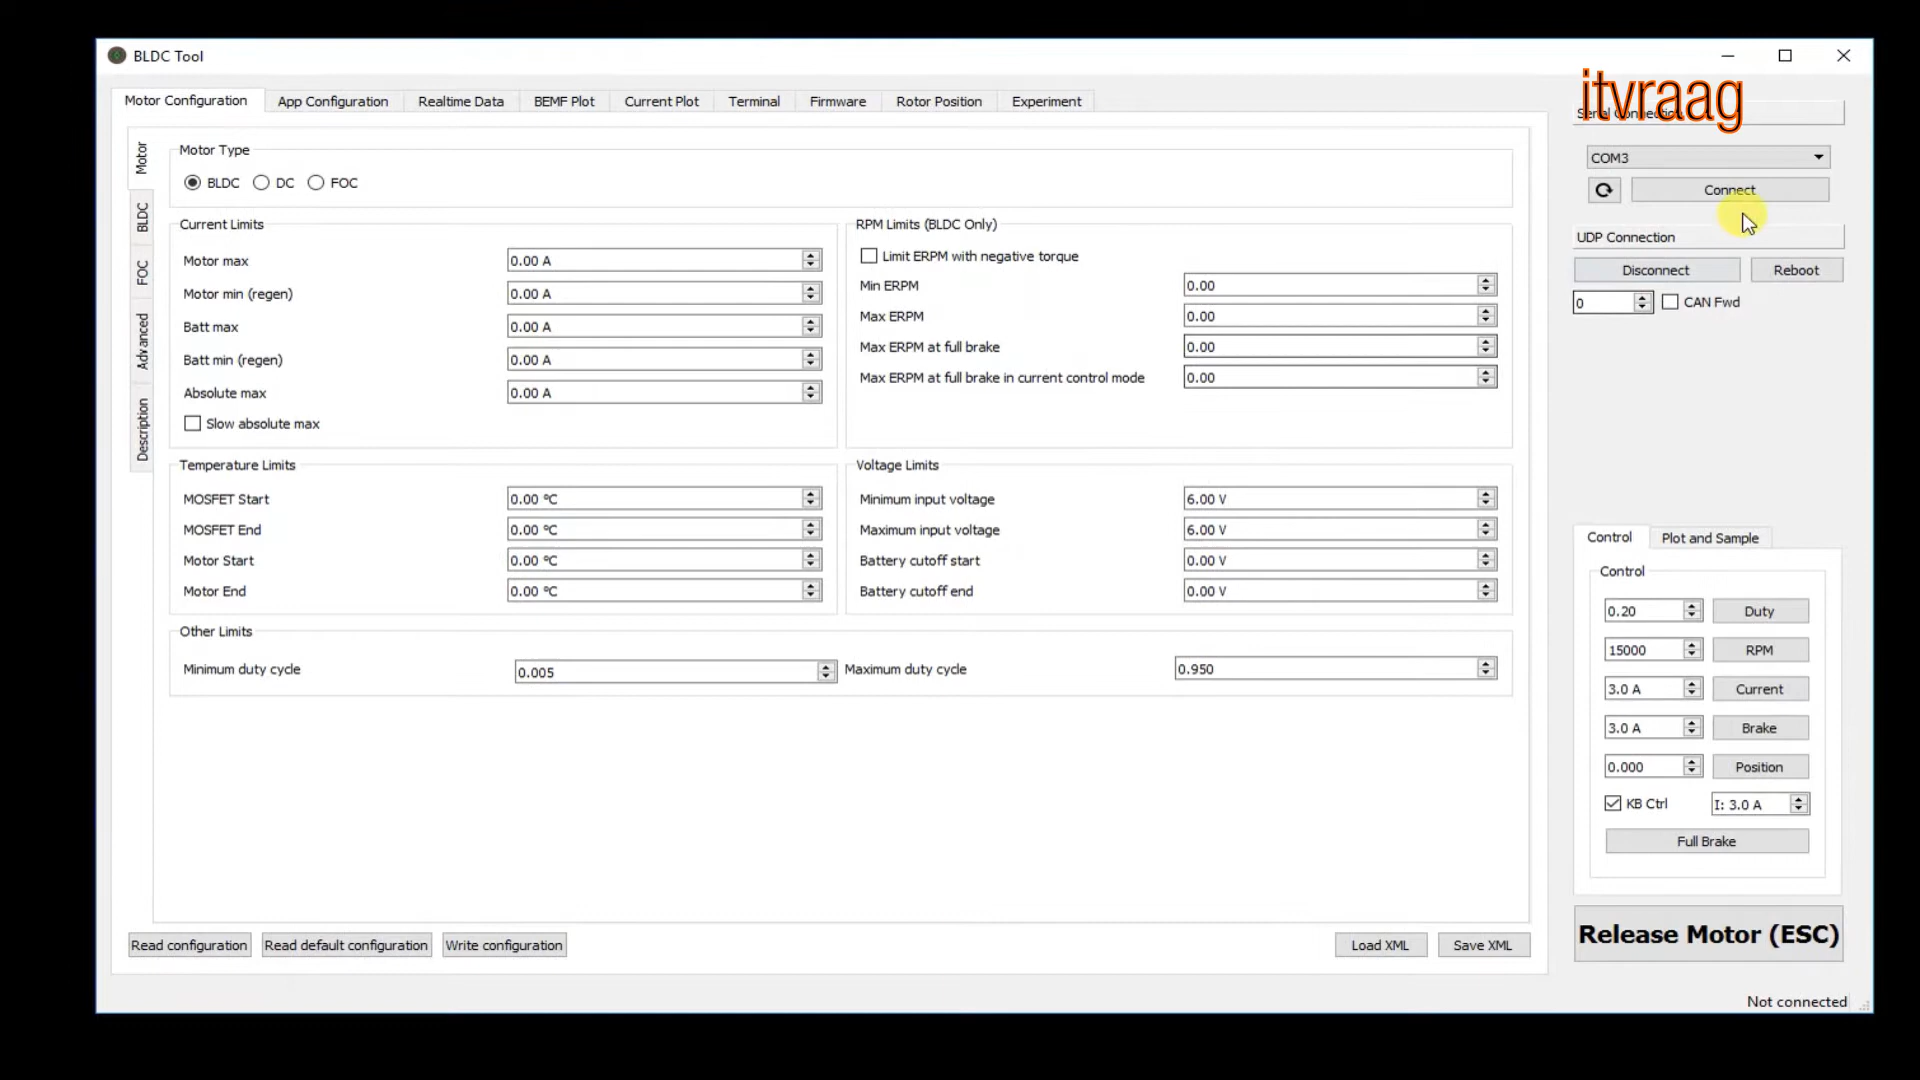 BLDC Tool
itvraag
Motor Configuration
App Configuration
Realtime Data
BEMF Plot
Current Plot
Terminal
Firmware
Rotor Position
Experiment
Motor
BLDC
FOC
Advanced
Description
Motor Type
BLDC
DC
FOC
Current Limits
Motor max 0.00 A
Motor min (regen) 0.00 A
Batt max 0.00 A
Batt min (regen) 0.00 A
Absolute max 0.00 A
Slow absolute max
RPM Limits (BLDC Only)
Limit ERPM with negative torque
Min ERPM 0.00
Max ERPM 0.00
Max ERPM at full brake 0.00
Max ERPM at full brake in current control mode 0.00
Temperature Limits
MOSFET Start 0.00 ºC
MOSFET End 0.00 ºC
Motor Start 0.00 ºC
Motor End 0.00 ºC
Voltage Limits
Minimum input voltage 6.00 V
Maximum input voltage 6.00 V
Battery cutoff start 0.00 V
Battery cutoff end 0.00 V
Other Limits
Minimum duty cycle 0.005 Maximum duty cycle 0.950
Read configuration
Read default configuration
Write configuration
Load XML
Save XML
Serial Connection
COM3
Connect
UDP Connection
Disconnect
Reboot
0 CAN Fwd
Control
Plot and Sample
Control
0.20 Duty
15000 RPM
3.0 A Current
3.0 A Brake
0.000 Position
KB Ctrl I: 3.0 A
Full Brake
Release Motor (ESC)
Not connected